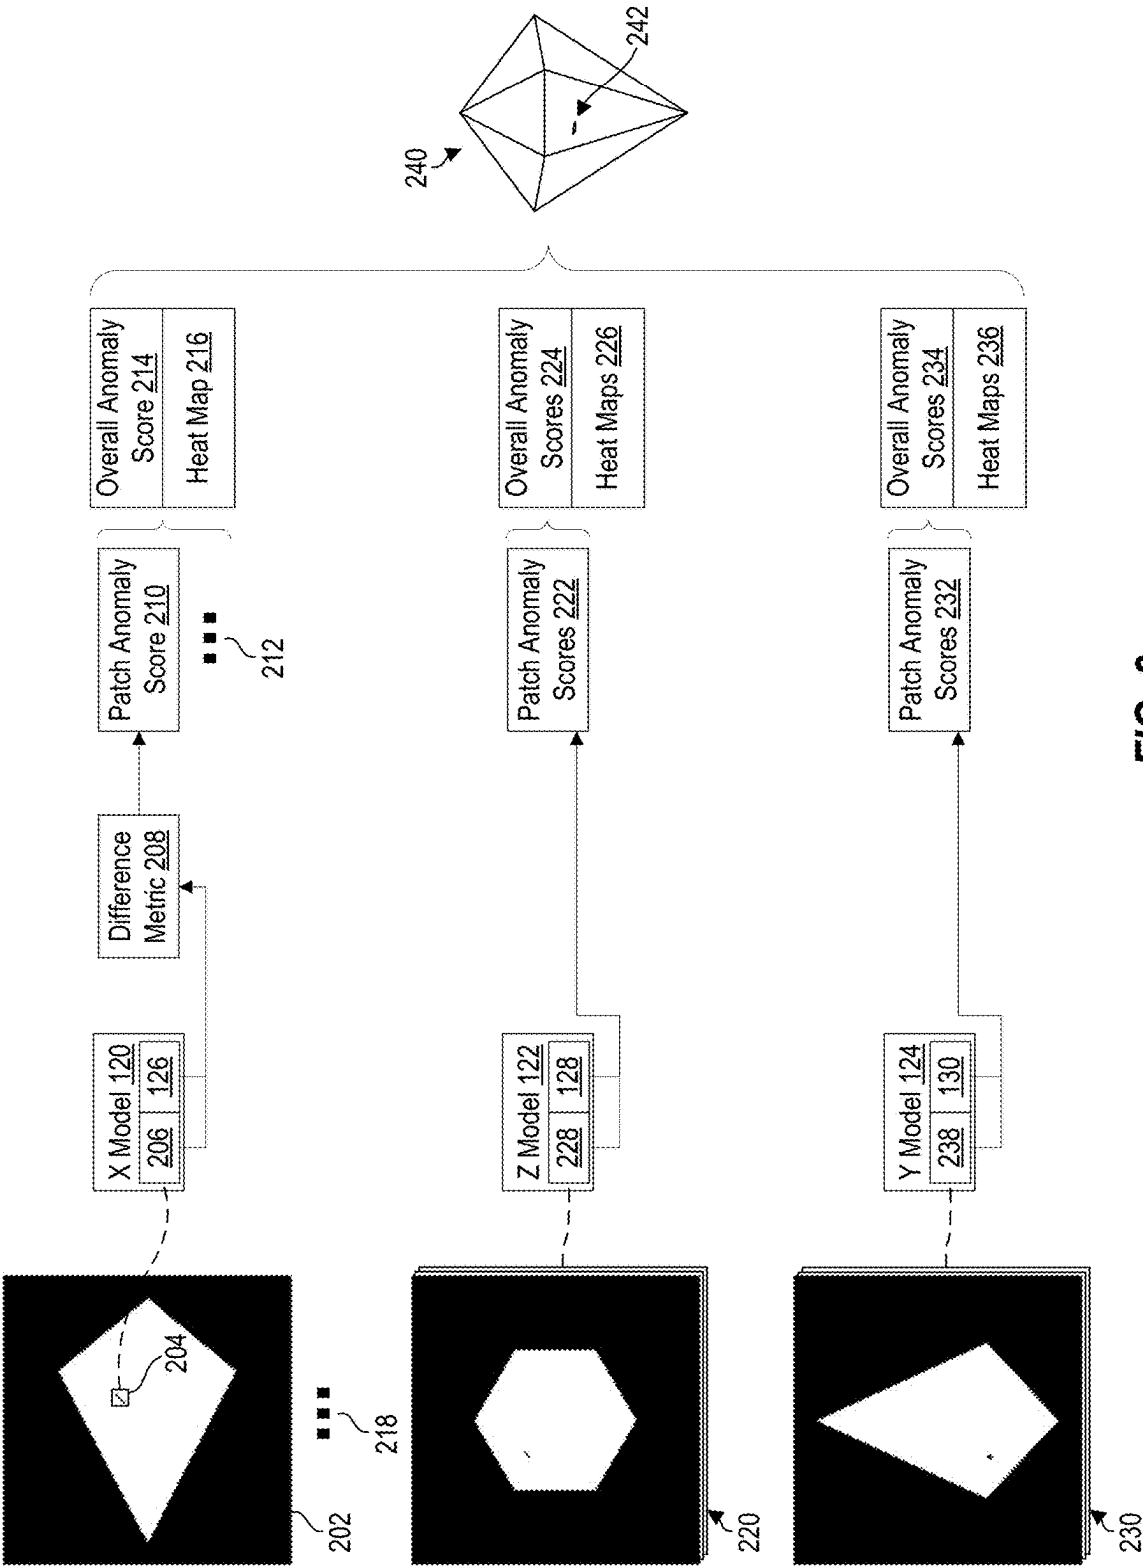 202
204
218
X Model 120
206 126
Difference
Metric 208
Patch Anomaly
Score 210
212
Overall Anomaly
Score 214
Heat Map 216
220
Z Model 122
228 128
Patch Anomaly
Scores 222
Overall Anomaly
Scores 224
Heat Maps 226
230
Y Model 124
238 130
Patch Anomaly
Scores 232
Overall Anomaly
Scores 234
Heat Maps 236
240
242
FIG.